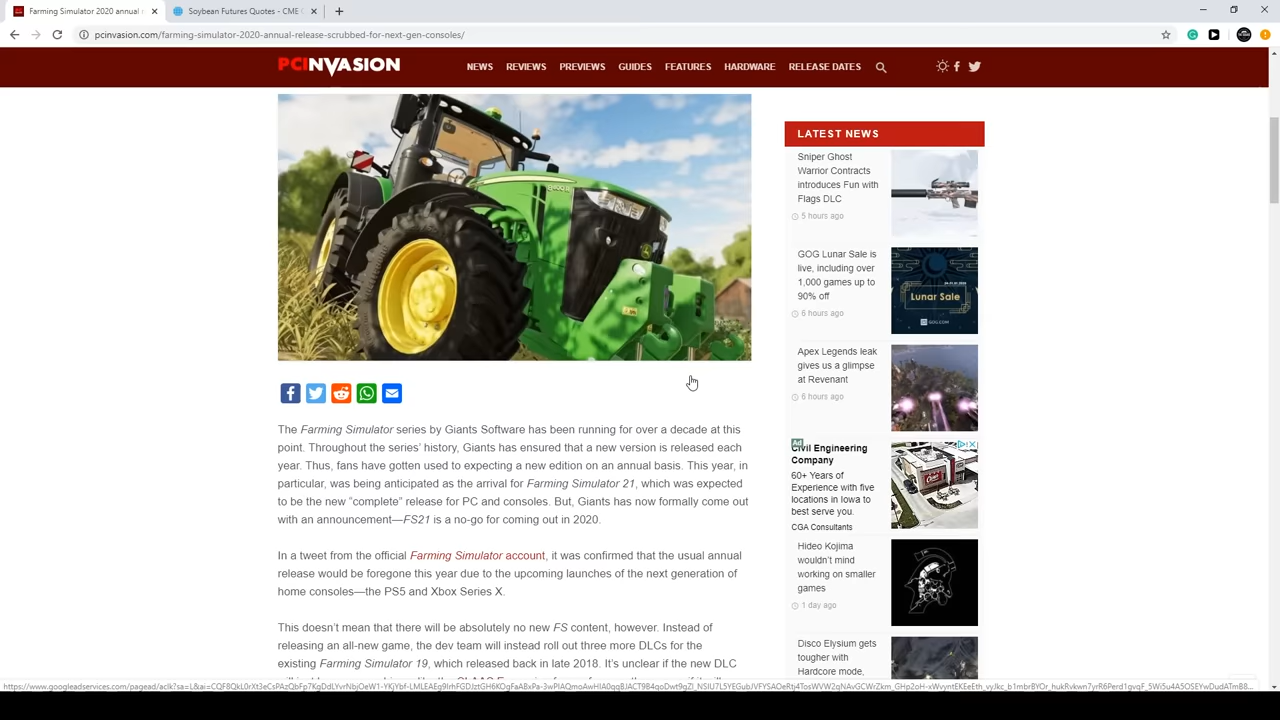 Farming Simulator 2020 annual
Soybean Futures Quotes - CME
pcinvasion.com/farming-simulator-2020-annual-release-scrubbed-for-next-gen-consoles/
PCINVASION
NEWS REVIEWS PREVIEWS GUIDES FEATURES HARDWARE RELEASE DATES
LATEST NEWS
Sniper Ghost
Warrior Contracts
introduces Fun with
Flags DLC
5 hours ago
GOG Lunar Sale is
live, including over
1,000 games up to
90% off
6 hours ago
Lunar Sale
GOG.COM
Apex Legends leak
gives us a glimpse
at Revenant
6 hours ago
Ad
Civil Engineering
Company
60+ Years of
Experience with five
locations in Iowa to
best serve you.
CGA Consultants
Hideo Kojima
wouldn't mind
working on smaller
games
1 day ago
Disco Elysium gets
tougher with
Hardcore mode,
The Farming Simulator series by Giants Software has been running for over a decade at this
point. Throughout the series' history, Giants has ensured that a new version is released each
year. Thus, fans have gotten used to expecting a new edition on an annual basis. This year, in
particular, was being anticipated as the arrival for Farming Simulator 21, which was expected
to be the new “complete” release for PC and consoles. But, Giants has now formally come out
with an announcement—FS21 is a no-go for coming out in 2020.
In a tweet from the official Farming Simulator account, it was confirmed that the usual annual
release would be foregone this year due to the upcoming launches of the next generation of
home consoles—the PS5 and Xbox Series X.
This doesn't mean that there will be absolutely no new FS content, however. Instead of
releasing an all-new game, the dev team will instead roll out three more DLCs for the
existing Farming Simulator 19, which released back in late 2018. It's unclear if the new DLC